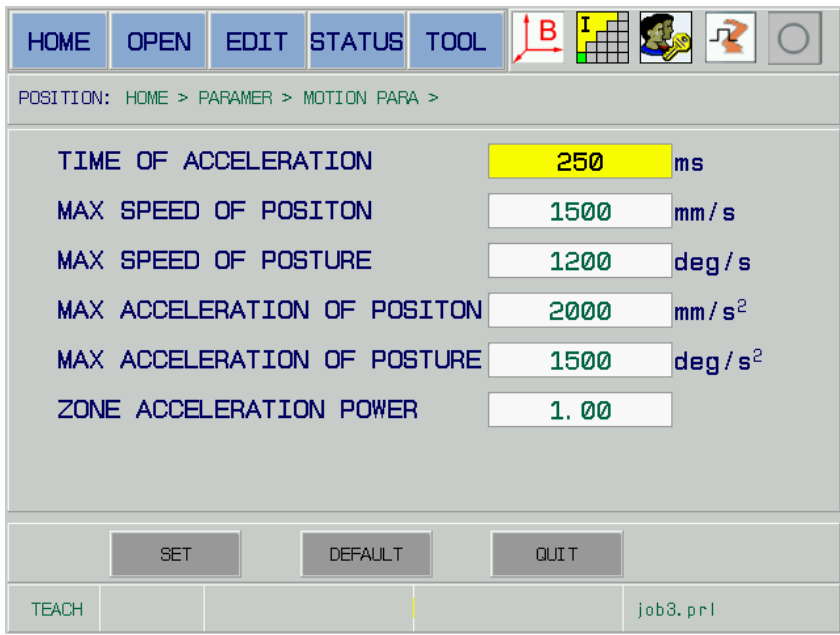 HOME OPEN EDIT STATUS TOOL B I
POSITION: HOME > PARAMER > MOTION PARA >
TIME OF ACCELERATION 250 ms
MAX SPEED OF POSITON 1500 mm/s
MAX SPEED OF POSTURE 1200 deg/s
MAX ACCELERATION OF POSITON 2000 mm/s²
MAX ACCELERATION OF POSTURE 1500 deg/s²
ZONE ACCELERATION POWER 1.00
SET DEFAULT QUIT
TEACH job3.prl